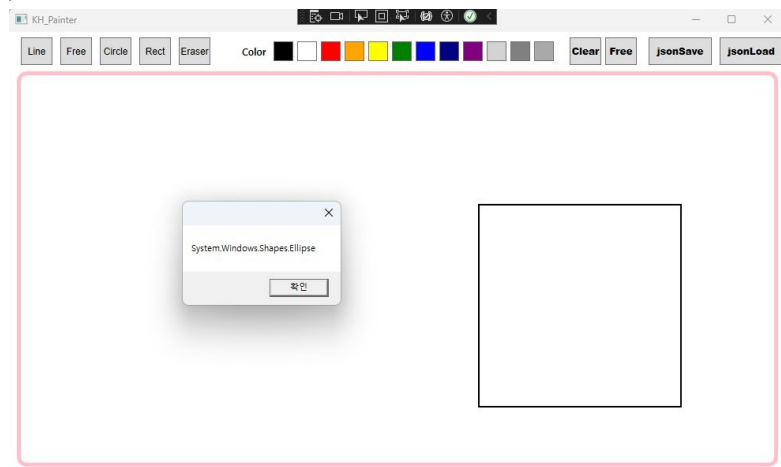 KH_Painter
Line Free Circle Rect Eraser Color Clear Free jsonSave jsonLoad
System.Windows.Shapes.Ellipse
확인